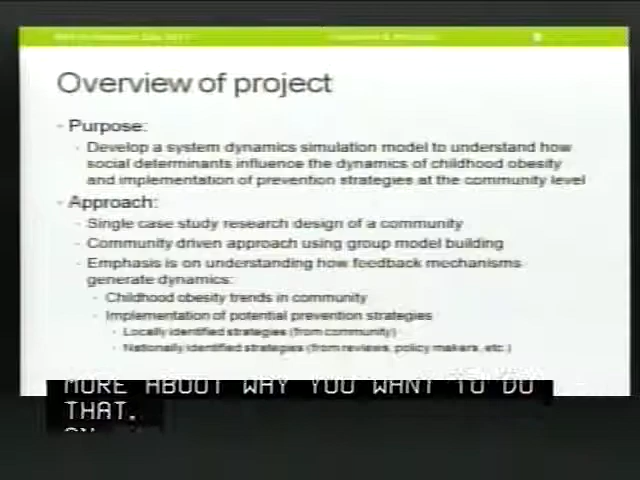 Overview of project
Purpose:
Develop a system dynamics simulation model to understand how
social determinants influence the dynamics of childhood obesity
and implementation of prevention strategies at the community level
Approach:
Single case study research design of a community
Community driven approach using group model building
Emphasis is on understanding how feedback mechanisms
generate dynamics:
Childhood obesity trends in community
Implementation of potential prevention strategies
Locally identified strategies (from community)
Nationally identified strategies (from reviews, policy makers, etc.)
MORE ABOUT WHY YOU WANT TO DO
THAT.